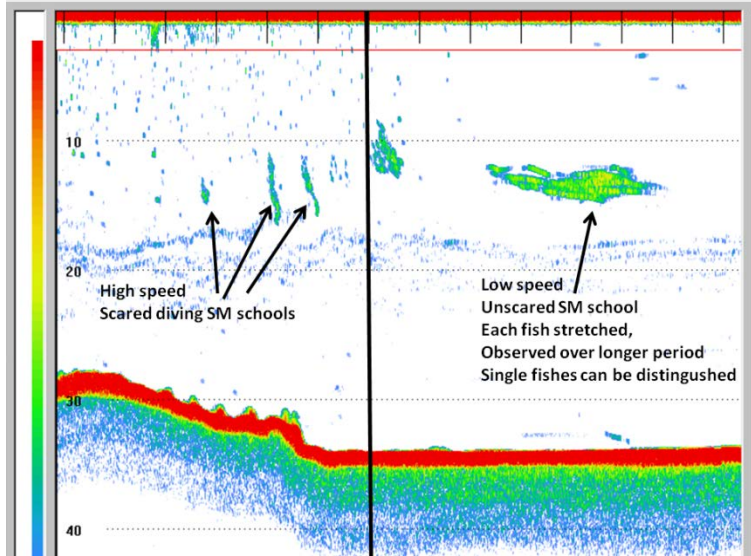 10
20
High speed
Scared diving SM schools
Low speed
Unscared SM school
Each fish stretched,
Observed over longer period
Single fishes can be distngushed
30
40